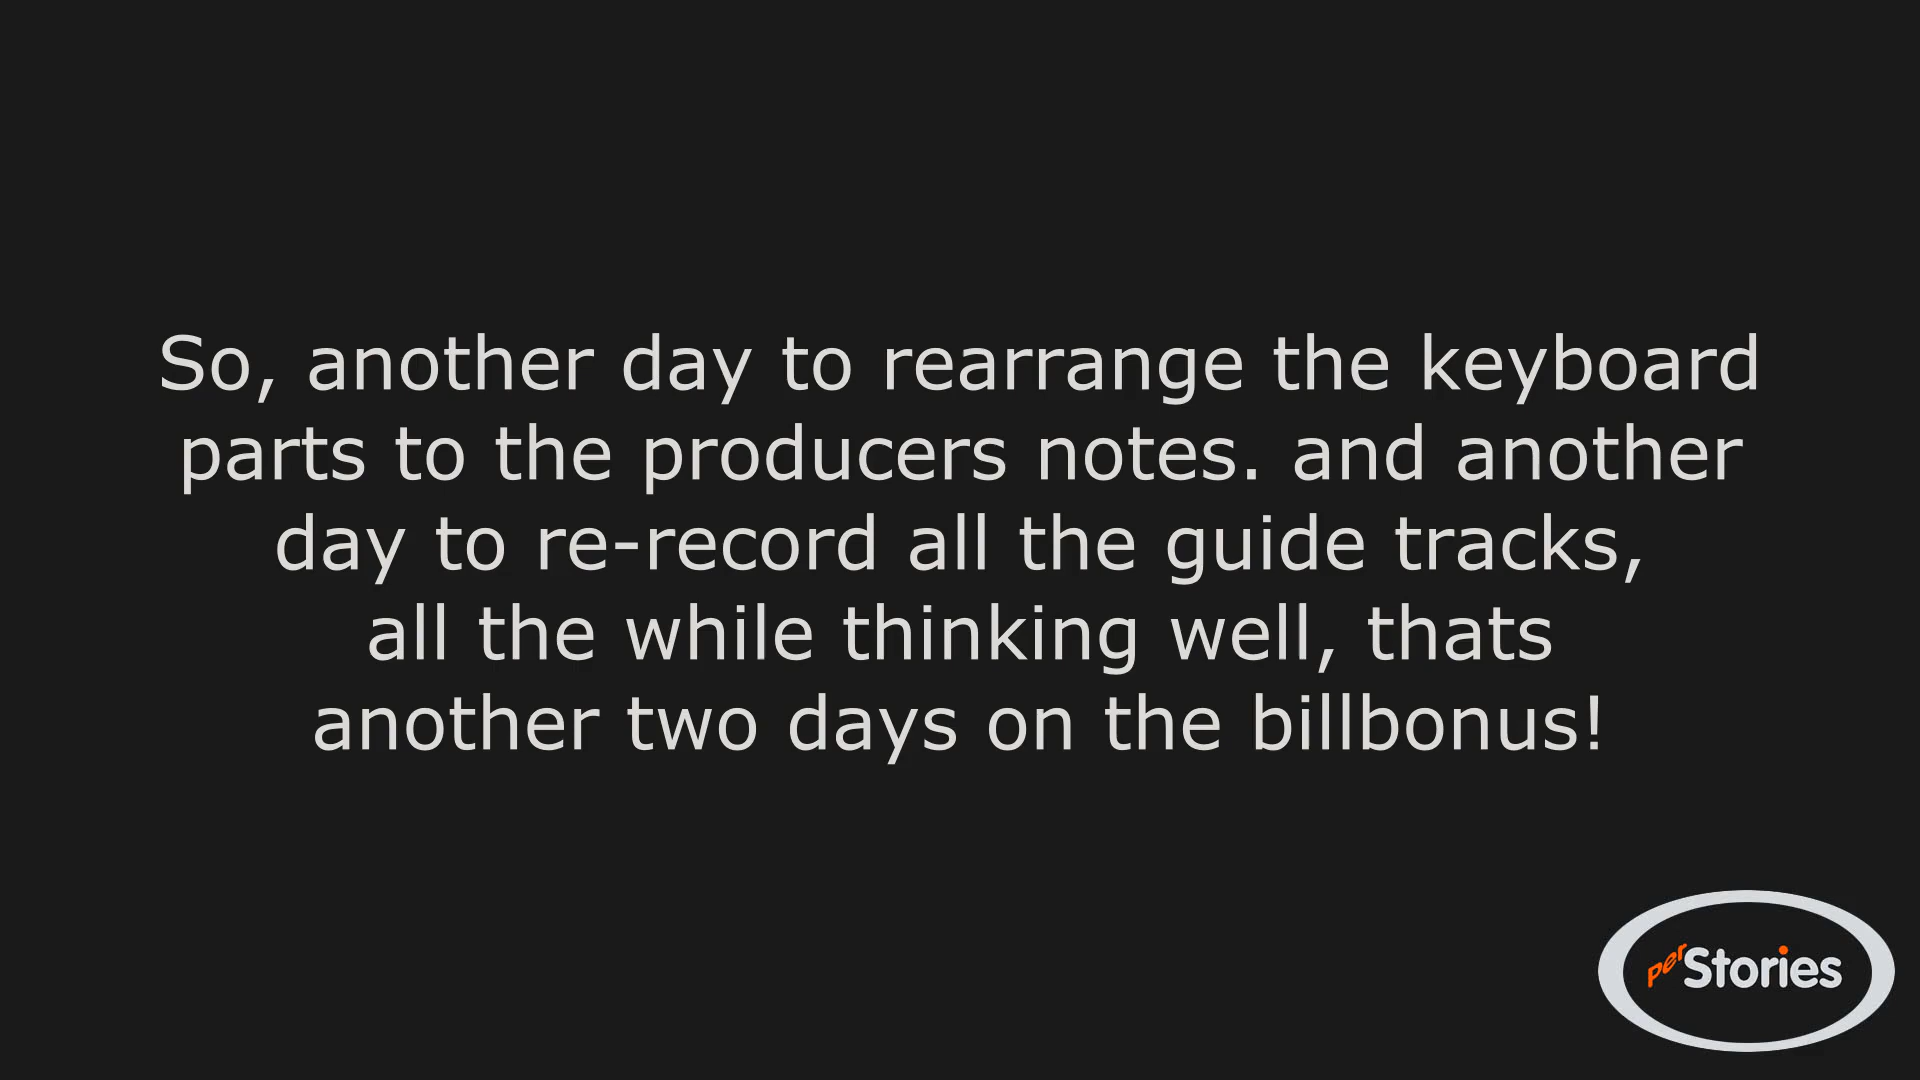 So, another day to rearrange the keyboard
parts to the producers notes. and another
day to re-record all the guide tracks,
all the while thinking well, thats
another two days on the billbonus!
perStories